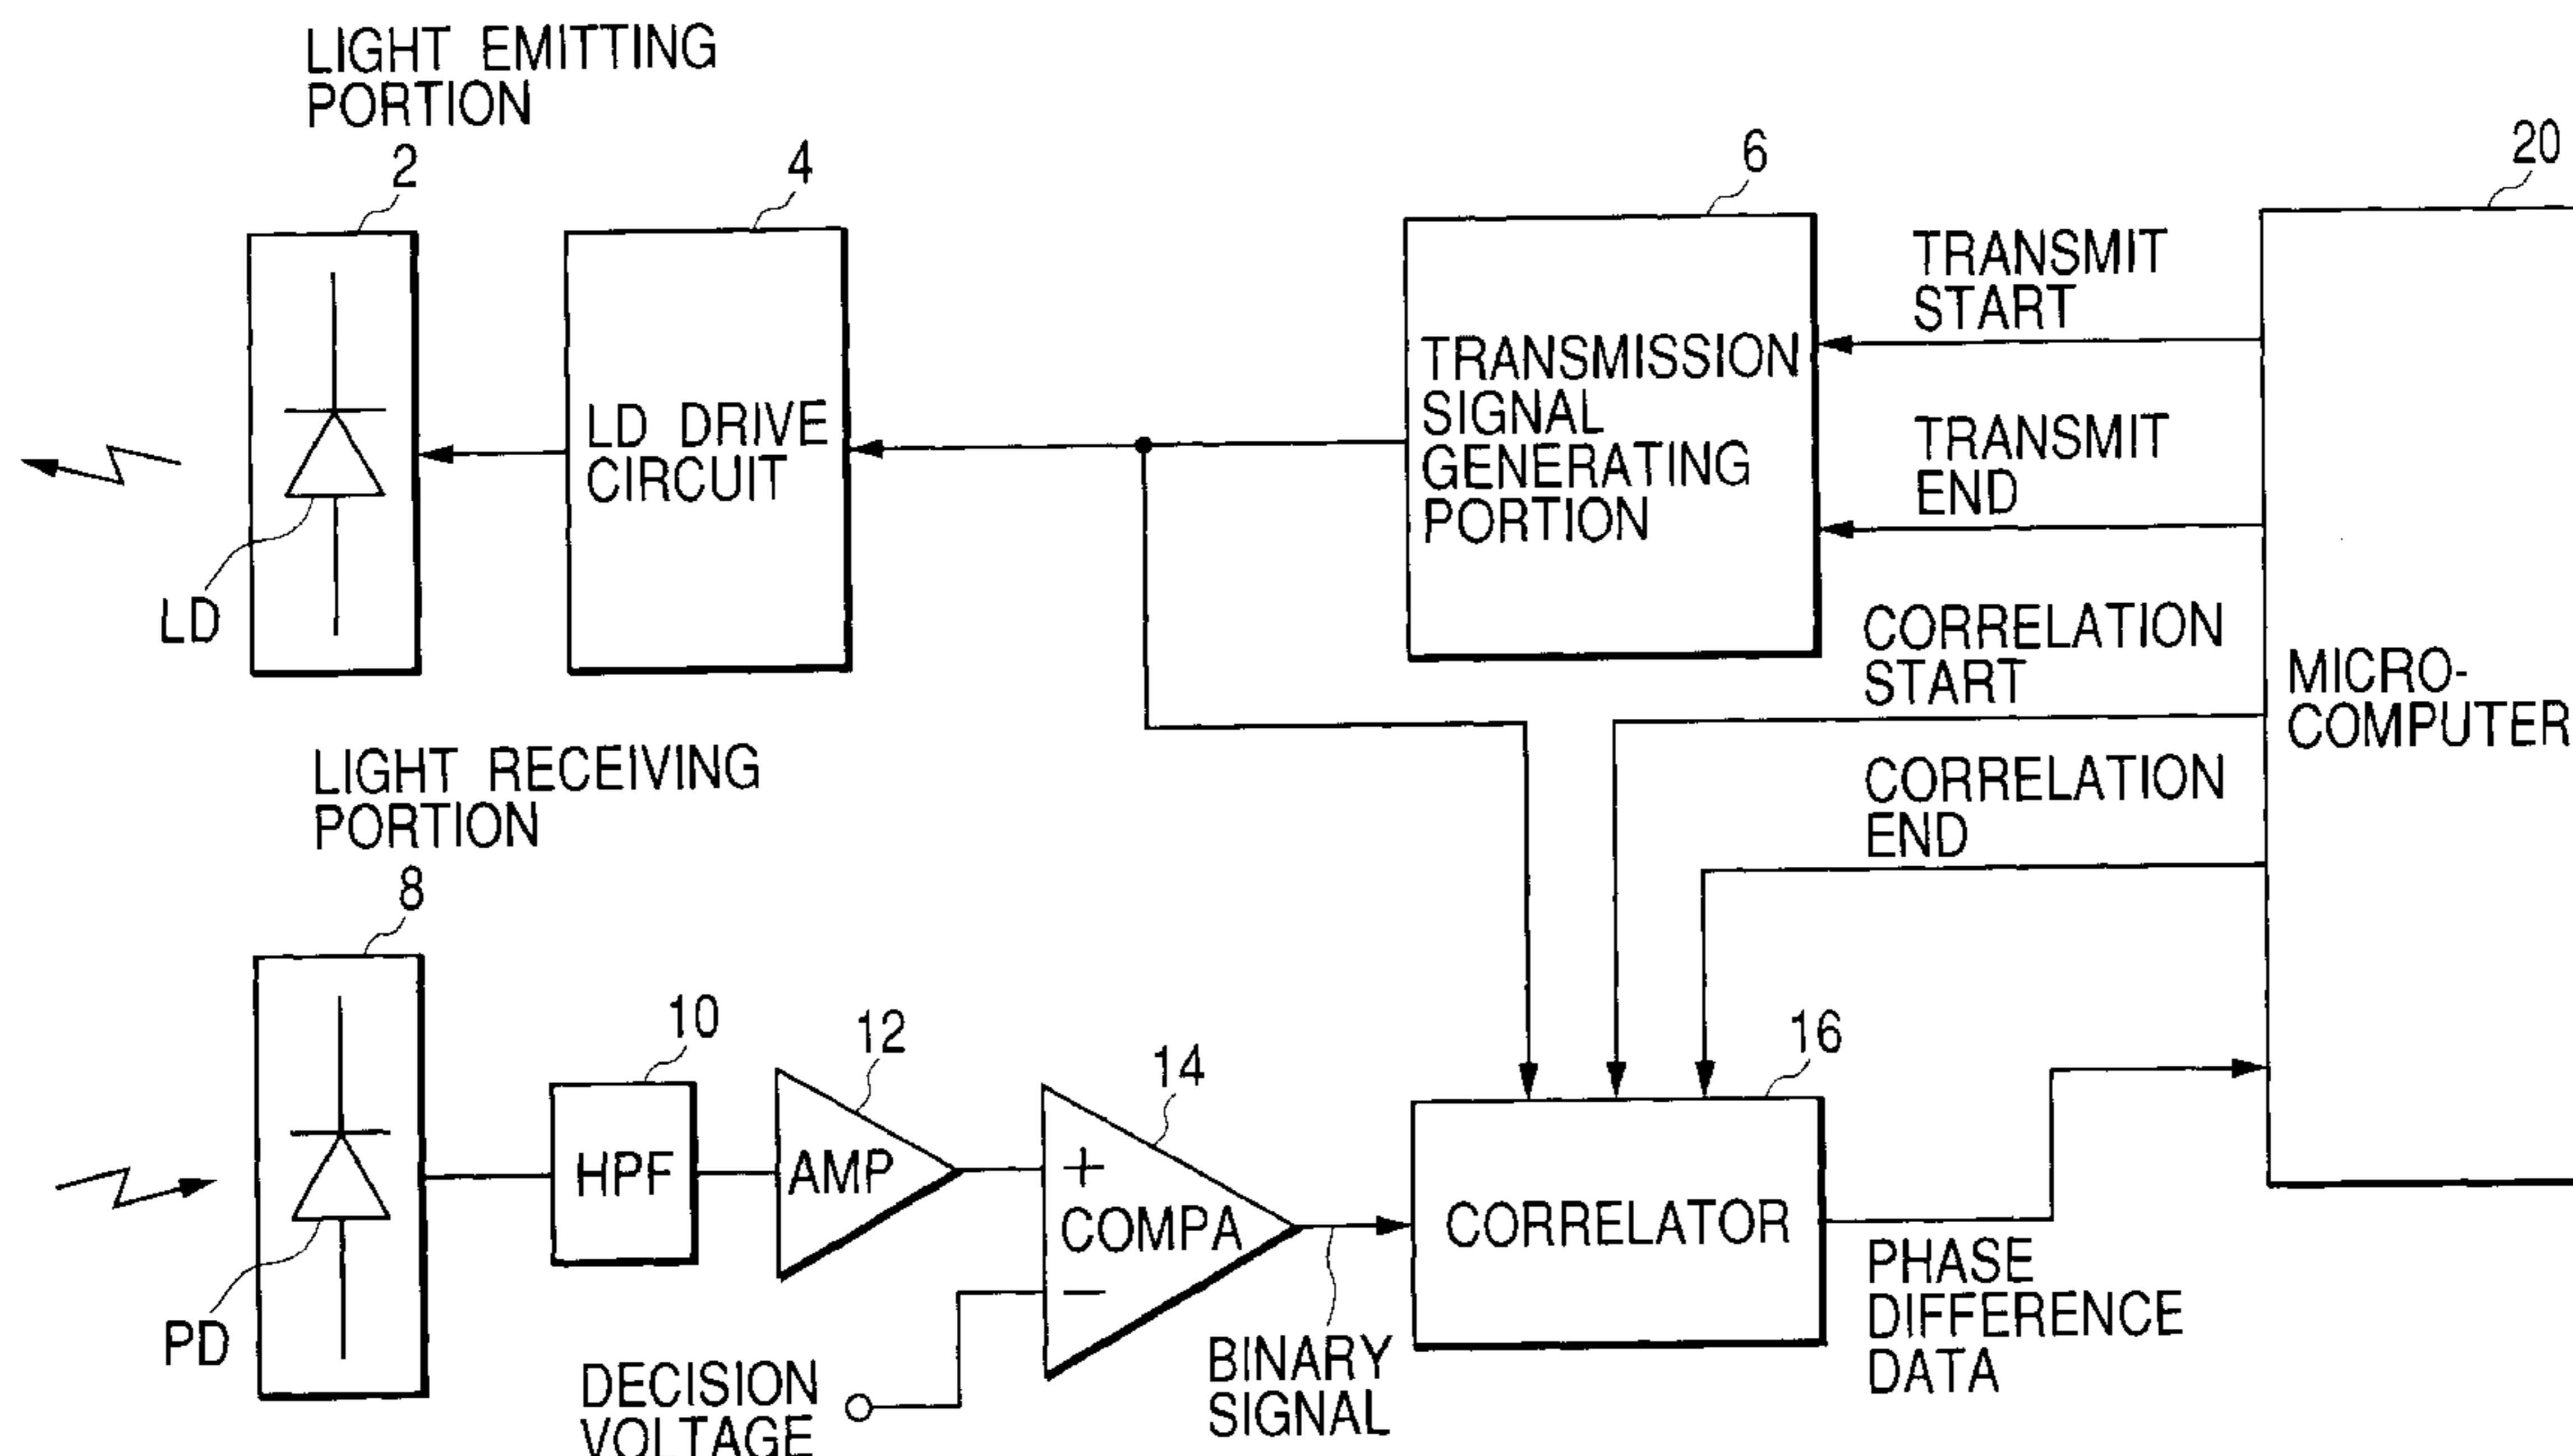 LIGHT EMITTING
PORTION
2
4
6
20
TRANSMIT
START
TRANSMISSION
SIGNAL
GENERATING
PORTION
LD DRIVE
CIRCUIT
TRANSMIT
END
LD
CORRELATION
START
MICRO-
COMPUTER
LIGHT RECEIVING
PORTION
CORRELATION
END
8
10
12
14
16
HPF
AMP
+
COMPA
−
CORRELATOR
PD
DECISION
VOLTAGE
BINARY
SIGNAL
PHASE
DIFFERENCE
DATA